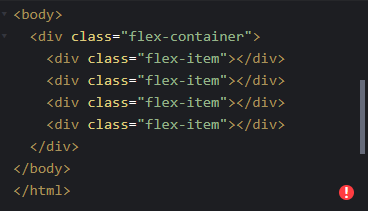 <body>
<div class="flex-container">
<div class="flex-item"></div>
<div class="flex-item"></div>
<div class="flex-item"></div>
<div class="flex-item"></div>
</div>
</body>
</html>